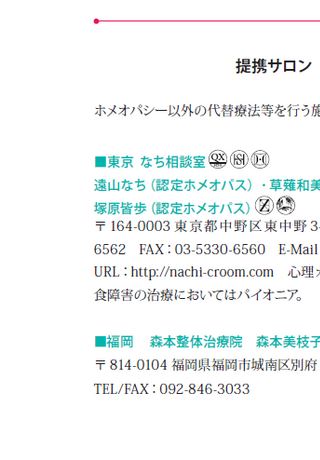 提携サロン
ホメオパシー以外の代替療法等を行う施
■東京 なち相談室
遠山なち（認定ホメオパス）・草薙和美
塚原皆歩（認定ホメオパス）
〒164-0003 東京都中野区東中野 3-
6562 FAX：03-5330-6560 E-Mail
URL：http://nachi-croom.com 心理
食障害の治療においてはパイオニア。
■福岡 森本整体治療院 森本美枝子
〒814-0104 福岡県福岡市城南区別府
TEL/FAX：092-846-3033